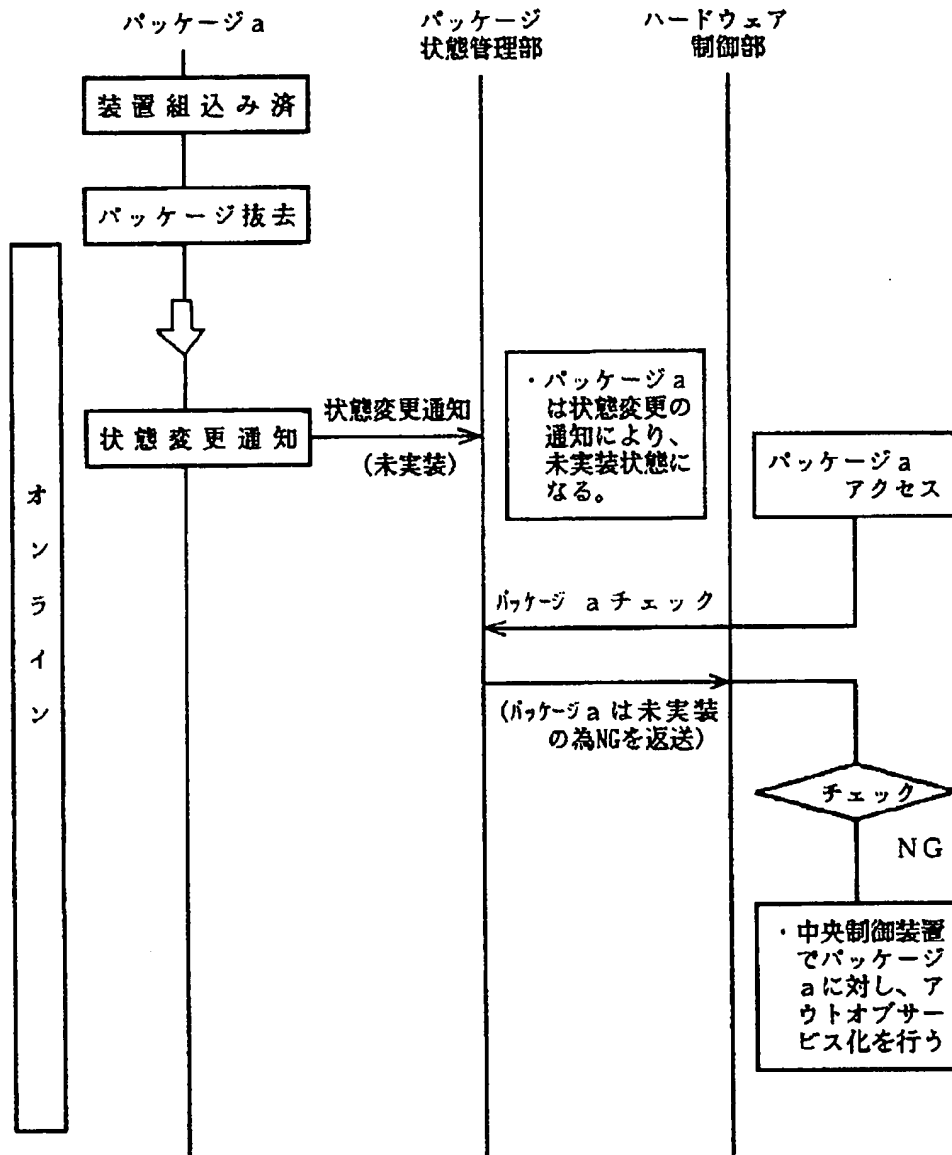 パッケージa
パッケージ
状態管理部
ハードウェア
制御部
装置組込み済
パッケージ抜去
オンライン
状態変更通知
状態変更通知
(未実装)
・パッケージa
は状態変更の
通知により、
未実装状態に
なる。
パッケージa
アクセス
パッケージ aチェック
(パッケージaは未実装
の為NGを返送)
チェック
NG
・中央制御装置
でパッケージ
aに対し、ア
ウトオブサー
ビス化を行う